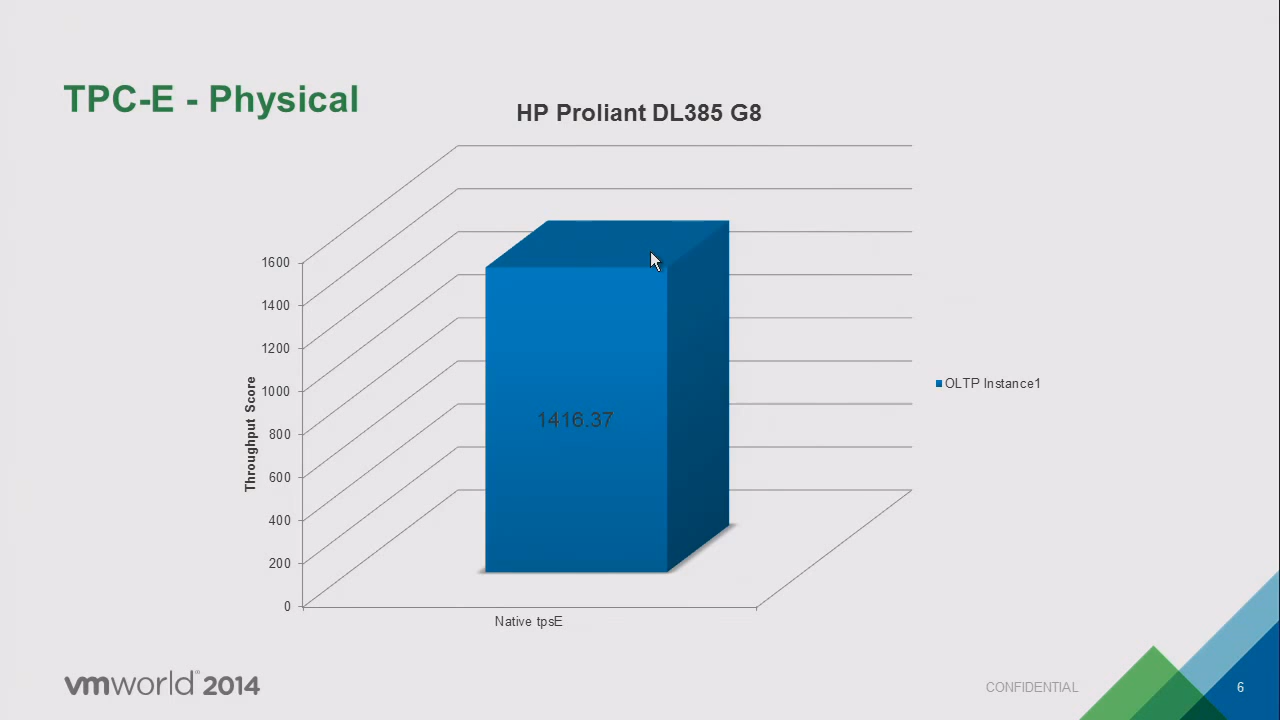 TPC-E - Physical
HP Proliant DL385 G8
1600
1400
1200
1000
800
600
400
200
0
Throughput Score
1416.37
OLTP Instance1
Native tpsE
vmworld 2014
CONFIDENTIAL
6